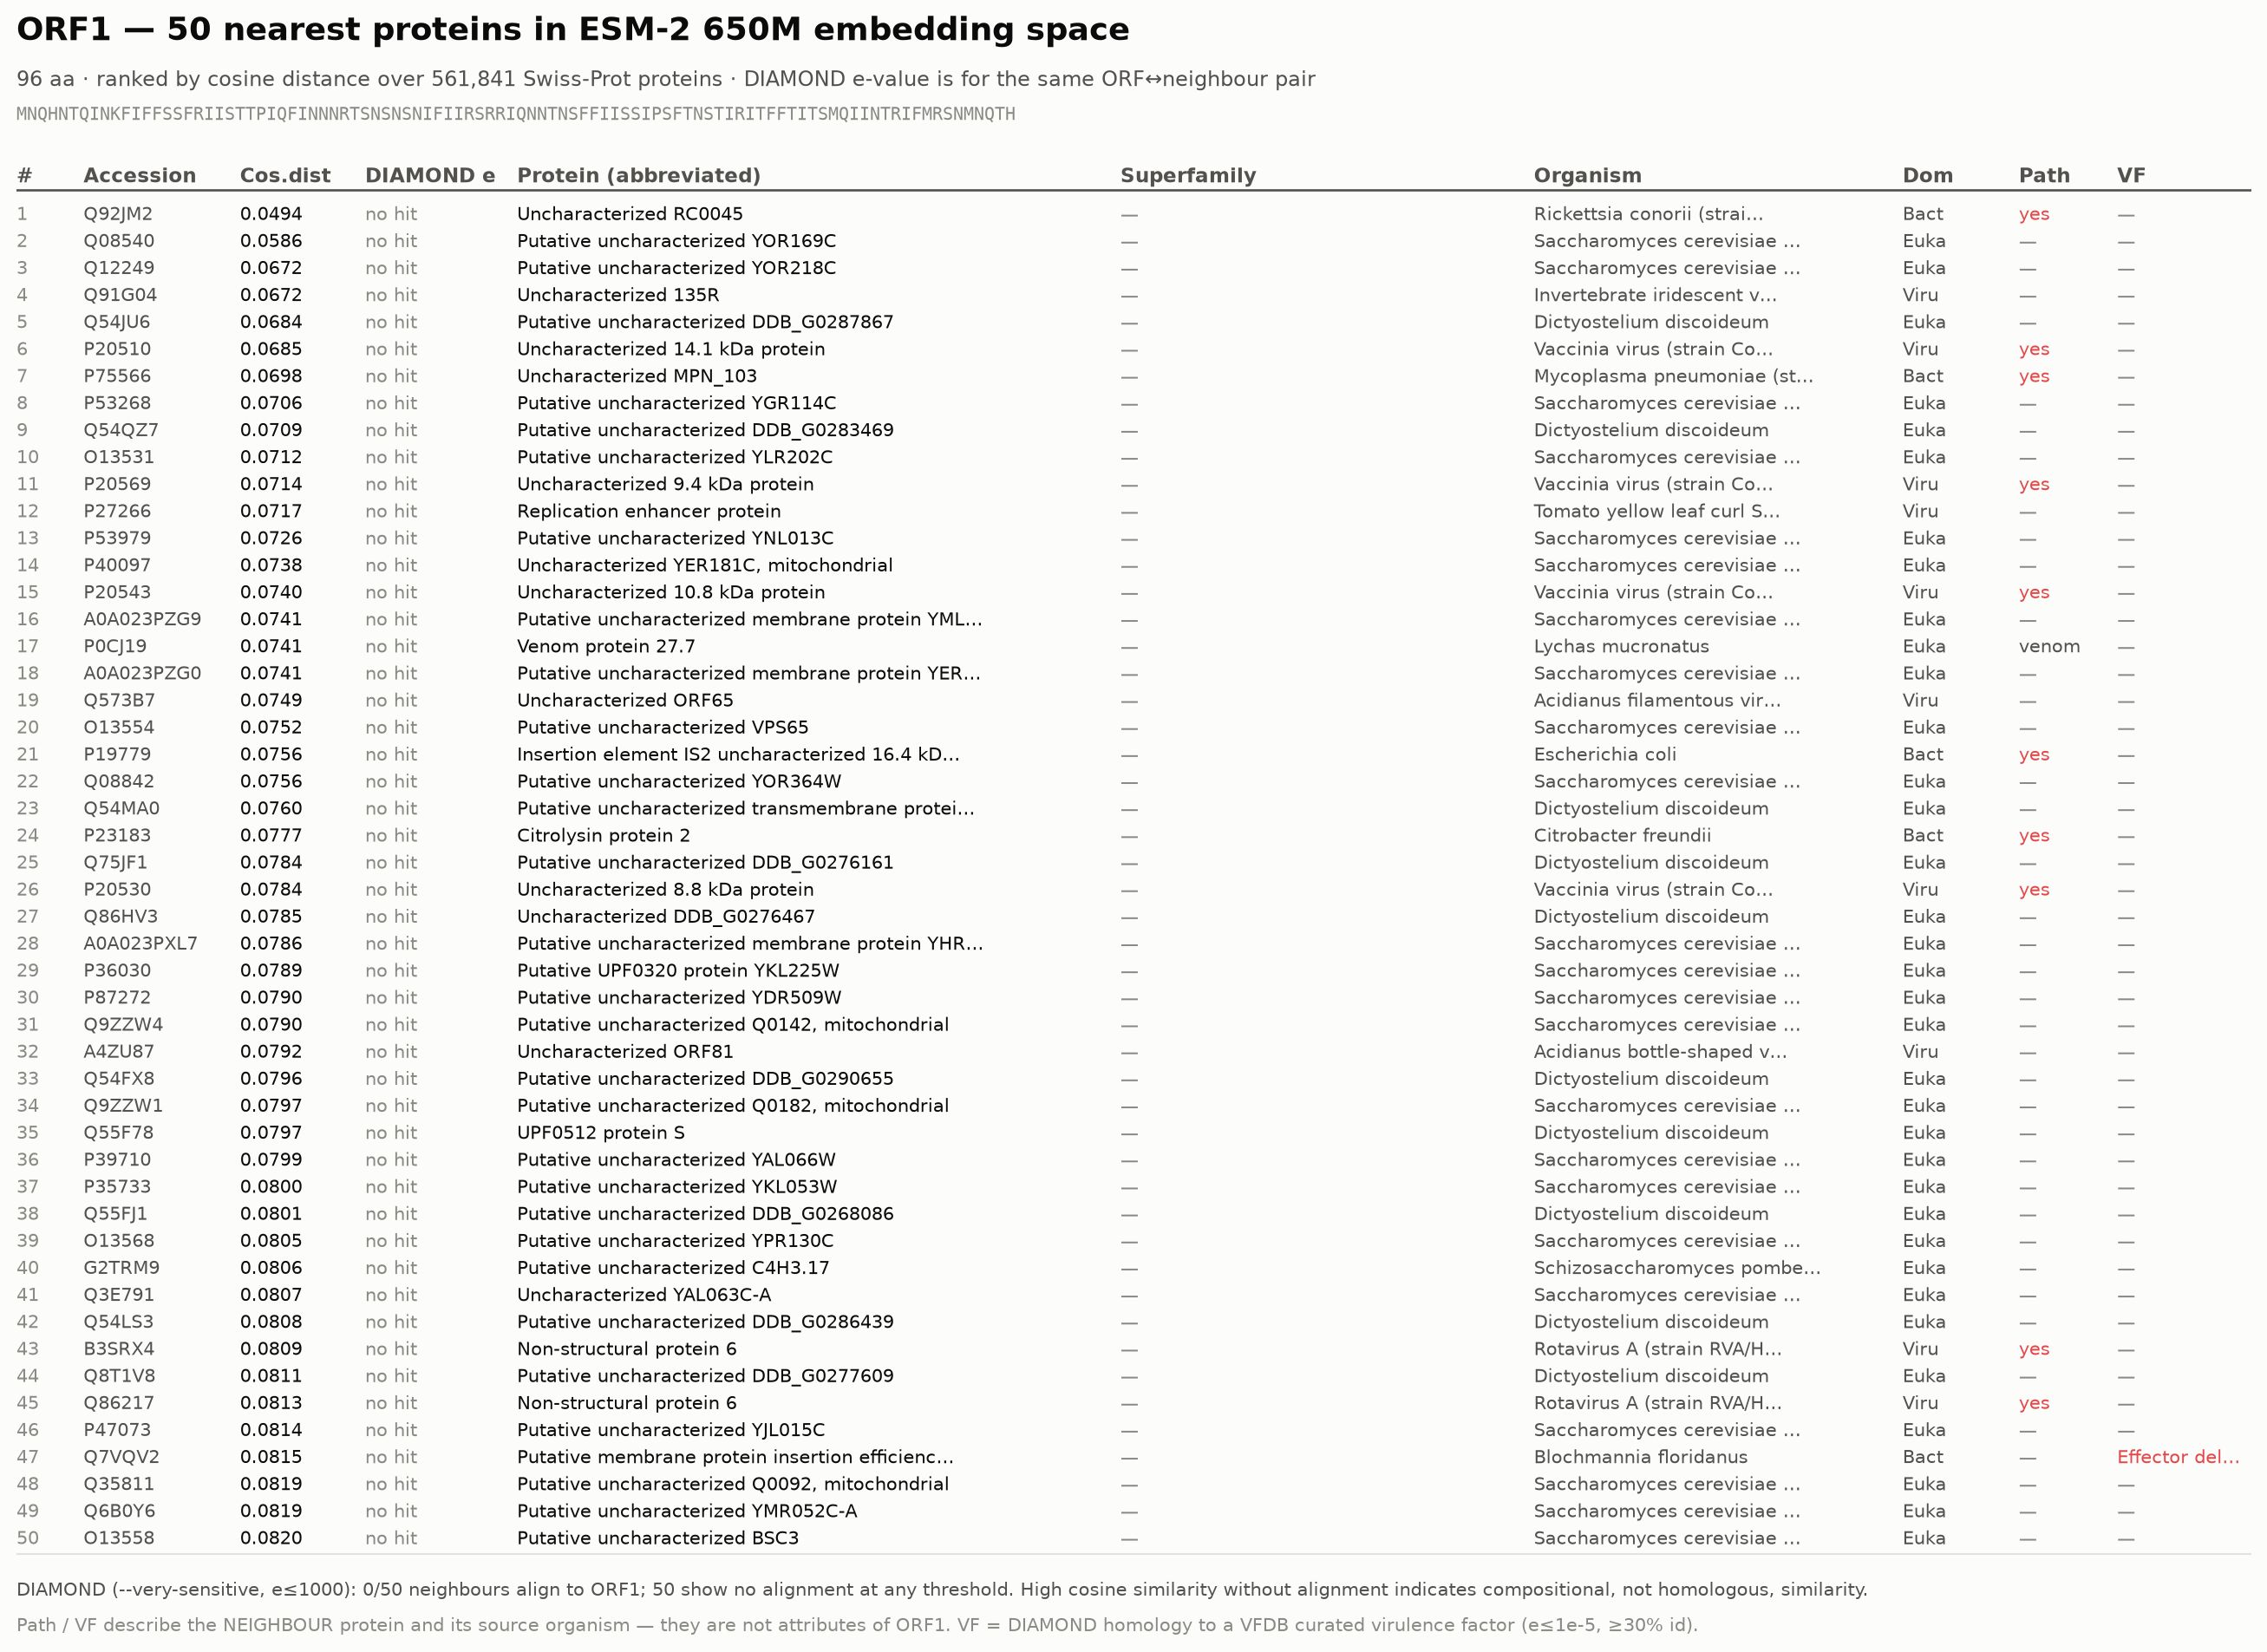 ORF1 — 50 nearest proteins in ESM-2 650M embedding space
96 aa · ranked by cosine distance over 561,841 Swiss-Prot proteins · DIAMOND e-value is for the same ORF↔neighbour pair
MNQHNTQINKFIFFSSFRIISTTPIQFINNNRTSNSNSNIFIIRSRRIQNNTNSFFIISSIPSFTNSTIRITFFTITSMQIINTRIFMRSNMNQTH
# Accession Cos.dist DIAMOND e Protein (abbreviated) Superfamily Organism Dom Path VF
1 Q92JM2 0.0494 no hit Uncharacterized RC0045 — Rickettsia conorii (strai... Bact yes —
2 Q08540 0.0586 no hit Putative uncharacterized YOR169C — Saccharomyces cerevisiae ... Euka — —
3 Q12249 0.0672 no hit Putative uncharacterized YOR218C — Saccharomyces cerevisiae ... Euka — —
4 Q91G04 0.0672 no hit Uncharacterized 135R — Invertebrate iridescent v... Viru — —
5 Q54JU6 0.0684 no hit Putative uncharacterized DDB_G0287867 — Dictyostelium discoideum Euka — —
6 P20510 0.0685 no hit Uncharacterized 14.1 kDa protein — Vaccinia virus (strain Co... Viru yes —
7 P75566 0.0698 no hit Uncharacterized MPN_103 — Mycoplasma pneumoniae (st... Bact yes —
8 P53268 0.0706 no hit Putative uncharacterized YGR114C — Saccharomyces cerevisiae ... Euka — —
9 Q54QZ7 0.0709 no hit Putative uncharacterized DDB_G0283469 — Dictyostelium discoideum Euka — —
10 O13531 0.0712 no hit Putative uncharacterized YLR202C — Saccharomyces cerevisiae ... Euka — —
11 P20569 0.0714 no hit Uncharacterized 9.4 kDa protein — Vaccinia virus (strain Co... Viru yes —
12 P27266 0.0717 no hit Replication enhancer protein — Tomato yellow leaf curl S... Viru — —
13 P53979 0.0726 no hit Putative uncharacterized YNL013C — Saccharomyces cerevisiae ... Euka — —
14 P40097 0.0738 no hit Uncharacterized YER181C, mitochondrial — Saccharomyces cerevisiae ... Euka — —
15 P20543 0.0740 no hit Uncharacterized 10.8 kDa protein — Vaccinia virus (strain Co... Viru yes —
16 A0A023PZG9 0.0741 no hit Putative uncharacterized membrane protein YML... — Saccharomyces cerevisiae ... Euka — —
17 P0CJ19 0.0741 no hit Venom protein 27.7 — Lychas mucronatus Euka venom —
18 A0A023PZG0 0.0741 no hit Putative uncharacterized membrane protein YER... — Saccharomyces cerevisiae ... Euka — —
19 Q573B7 0.0749 no hit Uncharacterized ORF65 — Acidianus filamentous vir... Viru — —
20 O13554 0.0752 no hit Putative uncharacterized VPS65 — Saccharomyces cerevisiae ... Euka — —
21 P19779 0.0756 no hit Insertion element IS2 uncharacterized 16.4 kD... — Escherichia coli Bact yes —
22 Q08842 0.0756 no hit Putative uncharacterized YOR364W — Saccharomyces cerevisiae ... Euka — —
23 Q54MA0 0.0760 no hit Putative uncharacterized transmembrane protei... — Dictyostelium discoideum Euka — —
24 P23183 0.0777 no hit Citrolysin protein 2 — Citrobacter freundii Bact yes —
25 Q75JF1 0.0784 no hit Putative uncharacterized DDB_G0276161 — Dictyostelium discoideum Euka — —
26 P20530 0.0784 no hit Uncharacterized 8.8 kDa protein — Vaccinia virus (strain Co... Viru yes —
27 Q86HV3 0.0785 no hit Uncharacterized DDB_G0276467 — Dictyostelium discoideum Euka — —
28 A0A023PXL7 0.0786 no hit Putative uncharacterized membrane protein YHR... — Saccharomyces cerevisiae ... Euka — —
29 P36030 0.0789 no hit Putative UPF0320 protein YKL225W — Saccharomyces cerevisiae ... Euka — —
30 P87272 0.0790 no hit Putative uncharacterized YDR509W — Saccharomyces cerevisiae ... Euka — —
31 Q9ZZW4 0.0790 no hit Putative uncharacterized Q0142, mitochondrial — Saccharomyces cerevisiae ... Euka — —
32 A4ZU87 0.0792 no hit Uncharacterized ORF81 — Acidianus bottle-shaped v... Viru — —
33 Q54FX8 0.0796 no hit Putative uncharacterized DDB_G0290655 — Dictyostelium discoideum Euka — —
34 Q9ZZW1 0.0797 no hit Putative uncharacterized Q0182, mitochondrial — Saccharomyces cerevisiae ... Euka — —
35 Q55F78 0.0797 no hit UPF0512 protein S — Dictyostelium discoideum Euka — —
36 P39710 0.0799 no hit Putative uncharacterized YAL066W — Saccharomyces cerevisiae ... Euka — —
37 P35733 0.0800 no hit Putative uncharacterized YKL053W — Saccharomyces cerevisiae ... Euka — —
38 Q55FJ1 0.0801 no hit Putative uncharacterized DDB_G0268086 — Dictyostelium discoideum Euka — —
39 O13568 0.0805 no hit Putative uncharacterized YPR130C — Saccharomyces cerevisiae ... Euka — —
40 G2TRM9 0.0806 no hit Putative uncharacterized C4H3.17 — Schizosaccharomyces pombe... Euka — —
41 Q3E791 0.0807 no hit Uncharacterized YAL063C-A — Saccharomyces cerevisiae ... Euka — —
42 Q54LS3 0.0808 no hit Putative uncharacterized DDB_G0286439 — Dictyostelium discoideum Euka — —
43 B3SRX4 0.0809 no hit Non-structural protein 6 — Rotavirus A (strain RVA/H... Viru yes —
44 Q8T1V8 0.0811 no hit Putative uncharacterized DDB_G0277609 — Dictyostelium discoideum Euka — —
45 Q86217 0.0813 no hit Non-structural protein 6 — Rotavirus A (strain RVA/H... Viru yes —
46 P47073 0.0814 no hit Putative uncharacterized YJL015C — Saccharomyces cerevisiae ... Euka — —
47 Q7VQV2 0.0815 no hit Putative membrane protein insertion efficienc... — Blochmannia floridanus Bact — Effector del...
48 Q35811 0.0819 no hit Putative uncharacterized Q0092, mitochondrial — Saccharomyces cerevisiae ... Euka — —
49 Q6B0Y6 0.0819 no hit Putative uncharacterized YMR052C-A — Saccharomyces cerevisiae ... Euka — —
50 O13558 0.0820 no hit Putative uncharacterized BSC3 — Saccharomyces cerevisiae ... Euka — —
DIAMOND (--very-sensitive, e≤1000): 0/50 neighbours align to ORF1; 50 show no alignment at any threshold. High cosine similarity without alignment indicates compositional, not homologous, similarity.
Path / VF describe the NEIGHBOUR protein and its source organism — they are not attributes of ORF1. VF = DIAMOND homology to a VFDB curated virulence factor (e≤1e-5, ≥30% id).